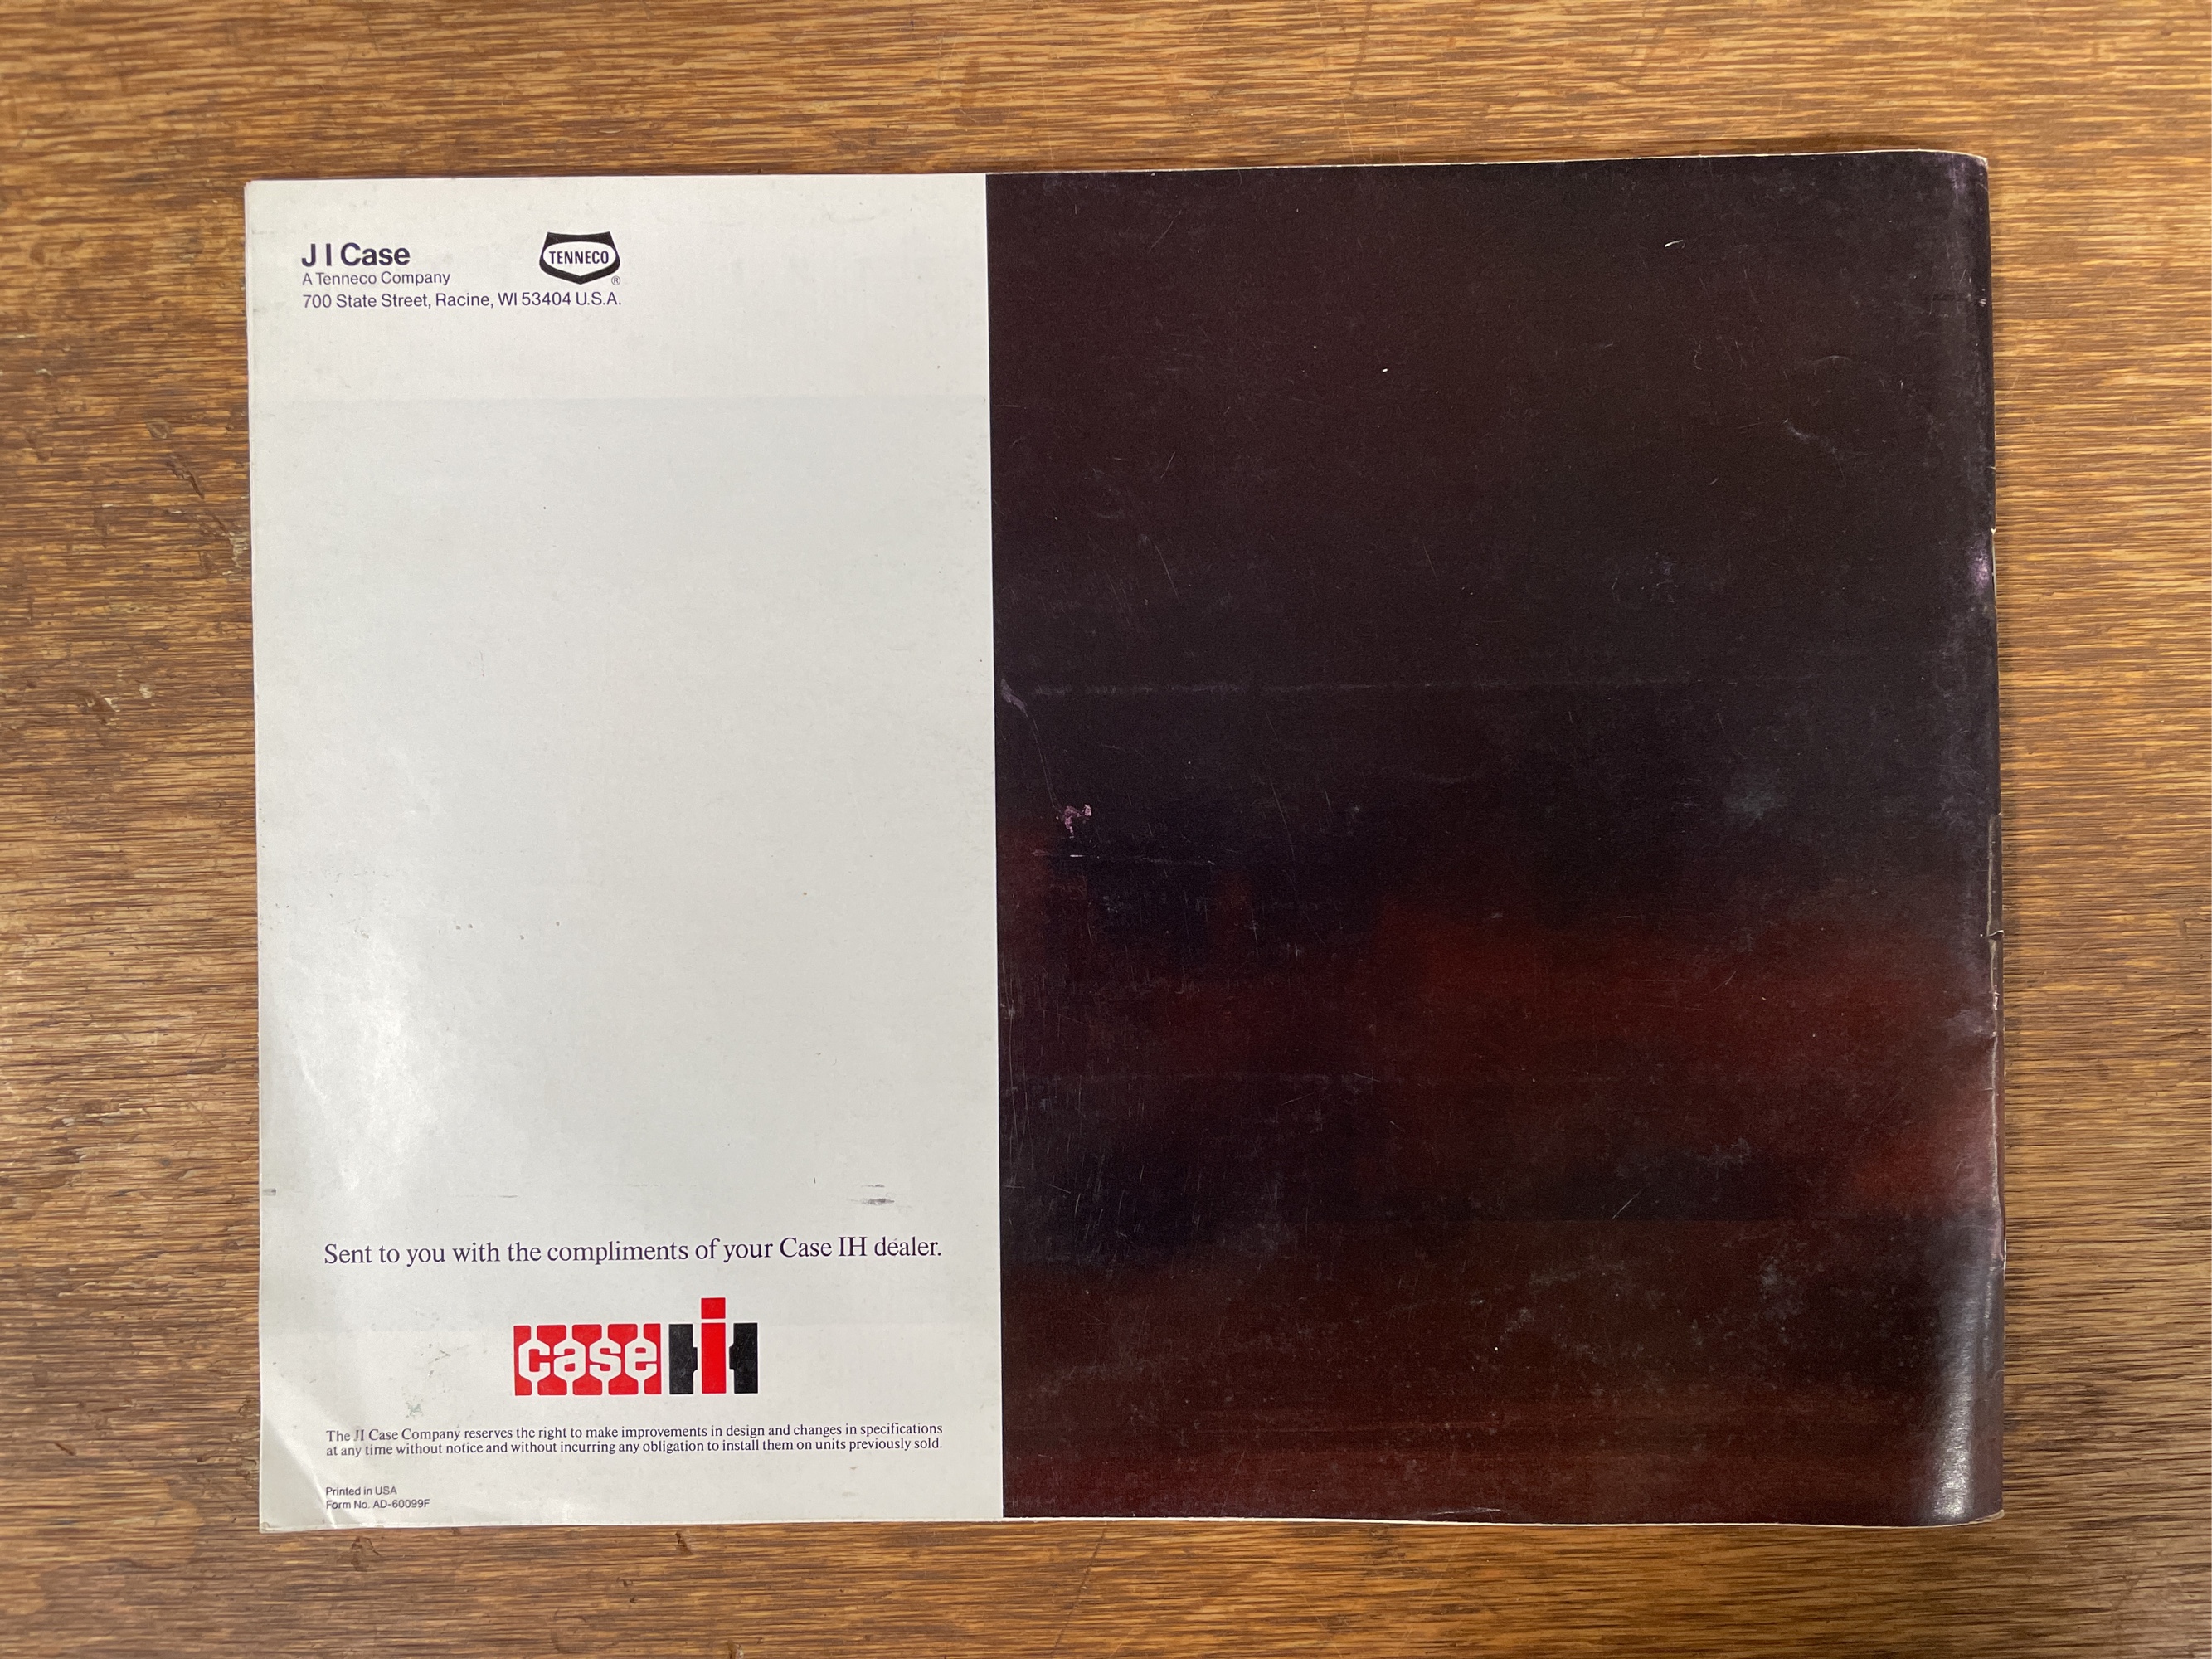 J I Case
A Tenneco Company
700 State Street, Racine, WI 53404 U.S.A.
TENNECO
®
Sent to you with the compliments of your Case IH dealer.
case IH
The JI Case Company reserves the right to make improvements in design and changes in specifications
at any time without notice and without incurring any obligation to install them on units previously sold.
Printed in USA
Form No. AD-60099F